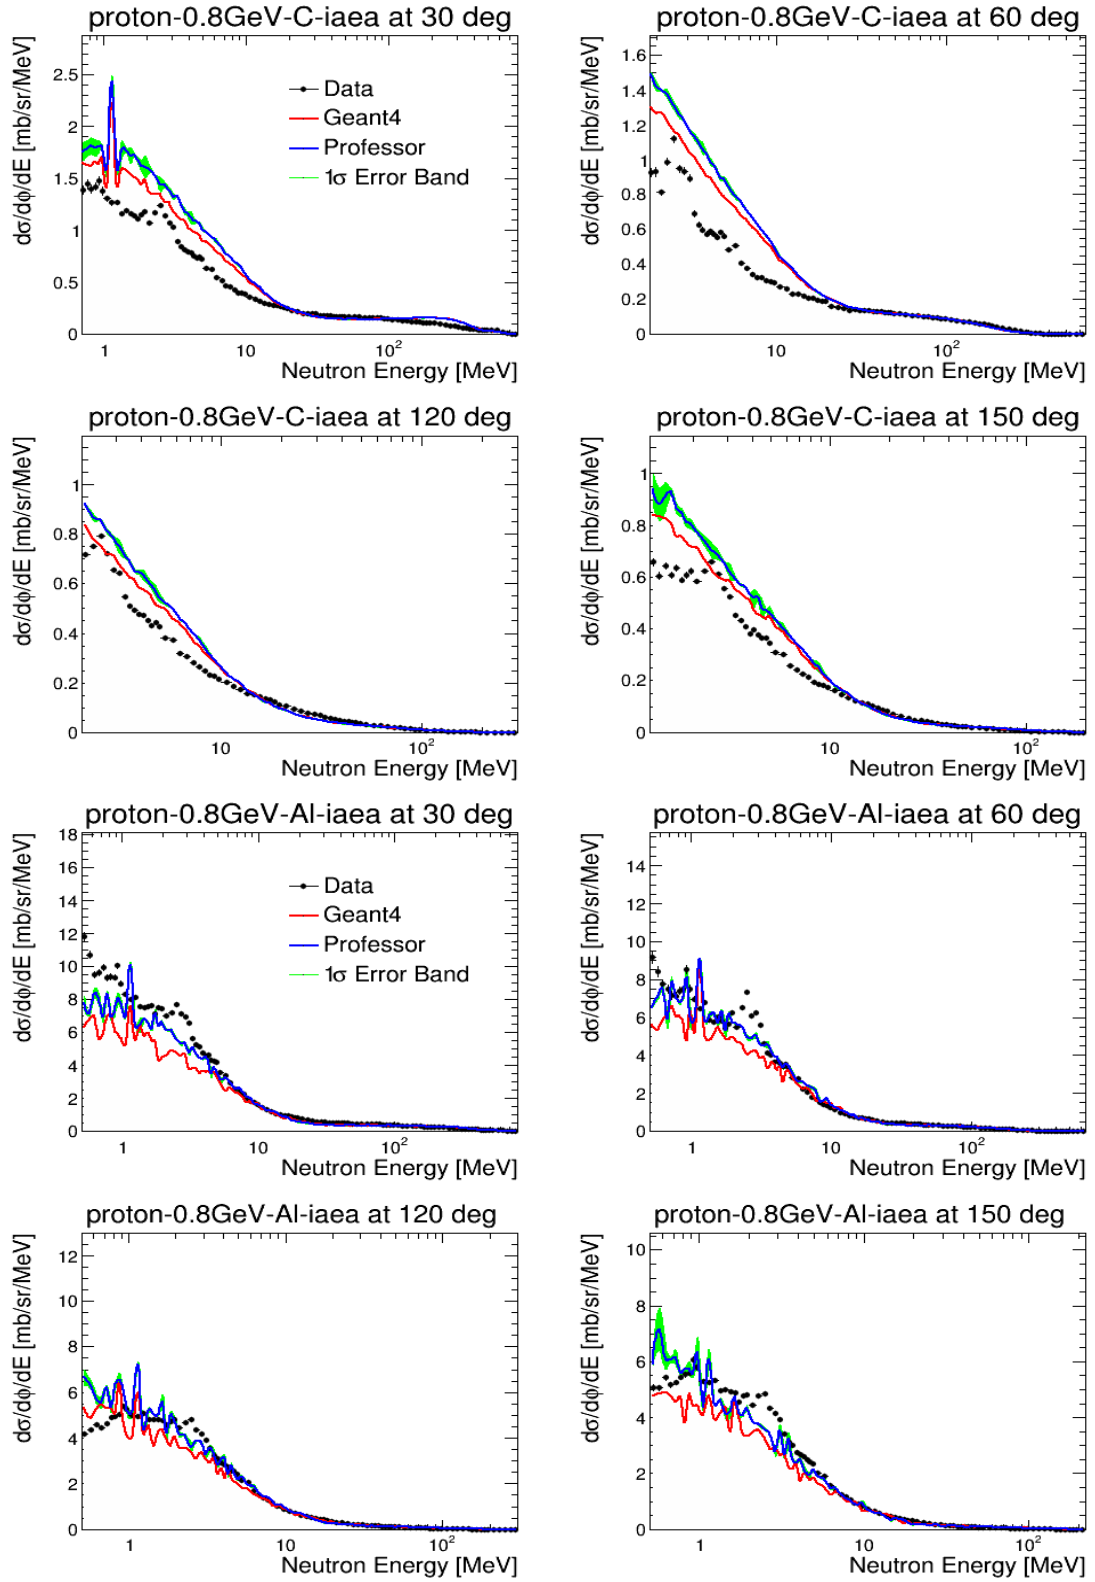 proton-0.8GeV-C-iaea at 30 deg
dσ/dϕ/dE [mb/sr/MeV]
2.5
2
1.5
1
0.5
0
Data
Geant4
Professor
1σ Error Band
1
10
10²
Neutron Energy [MeV]
proton-0.8GeV-C-iaea at 60 deg
dσ/dϕ/dE [mb/sr/MeV]
1.6
1.4
1.2
1
0.8
0.6
0.4
0.2
0
10
10²
Neutron Energy [MeV]
proton-0.8GeV-C-iaea at 120 deg
dσ/dϕ/dE [mb/sr/MeV]
1
0.8
0.6
0.4
0.2
0
10
10²
Neutron Energy [MeV]
proton-0.8GeV-C-iaea at 150 deg
dσ/dϕ/dE [mb/sr/MeV]
1
0.8
0.6
0.4
0.2
0
10
10²
Neutron Energy [MeV]
proton-0.8GeV-Al-iaea at 30 deg
dσ/dϕ/dE [mb/sr/MeV]
18
16
14
12
10
8
6
4
2
0
Data
Geant4
Professor
1σ Error Band
1
10
10²
Neutron Energy [MeV]
proton-0.8GeV-Al-iaea at 60 deg
dσ/dϕ/dE [mb/sr/MeV]
14
12
10
8
6
4
2
0
1
10
10²
Neutron Energy [MeV]
proton-0.8GeV-Al-iaea at 120 deg
dσ/dϕ/dE [mb/sr/MeV]
12
10
8
6
4
2
0
1
10
10²
Neutron Energy [MeV]
proton-0.8GeV-Al-iaea at 150 deg
dσ/dϕ/dE [mb/sr/MeV]
10
8
6
4
2
0
1
10
10²
Neutron Energy [MeV]